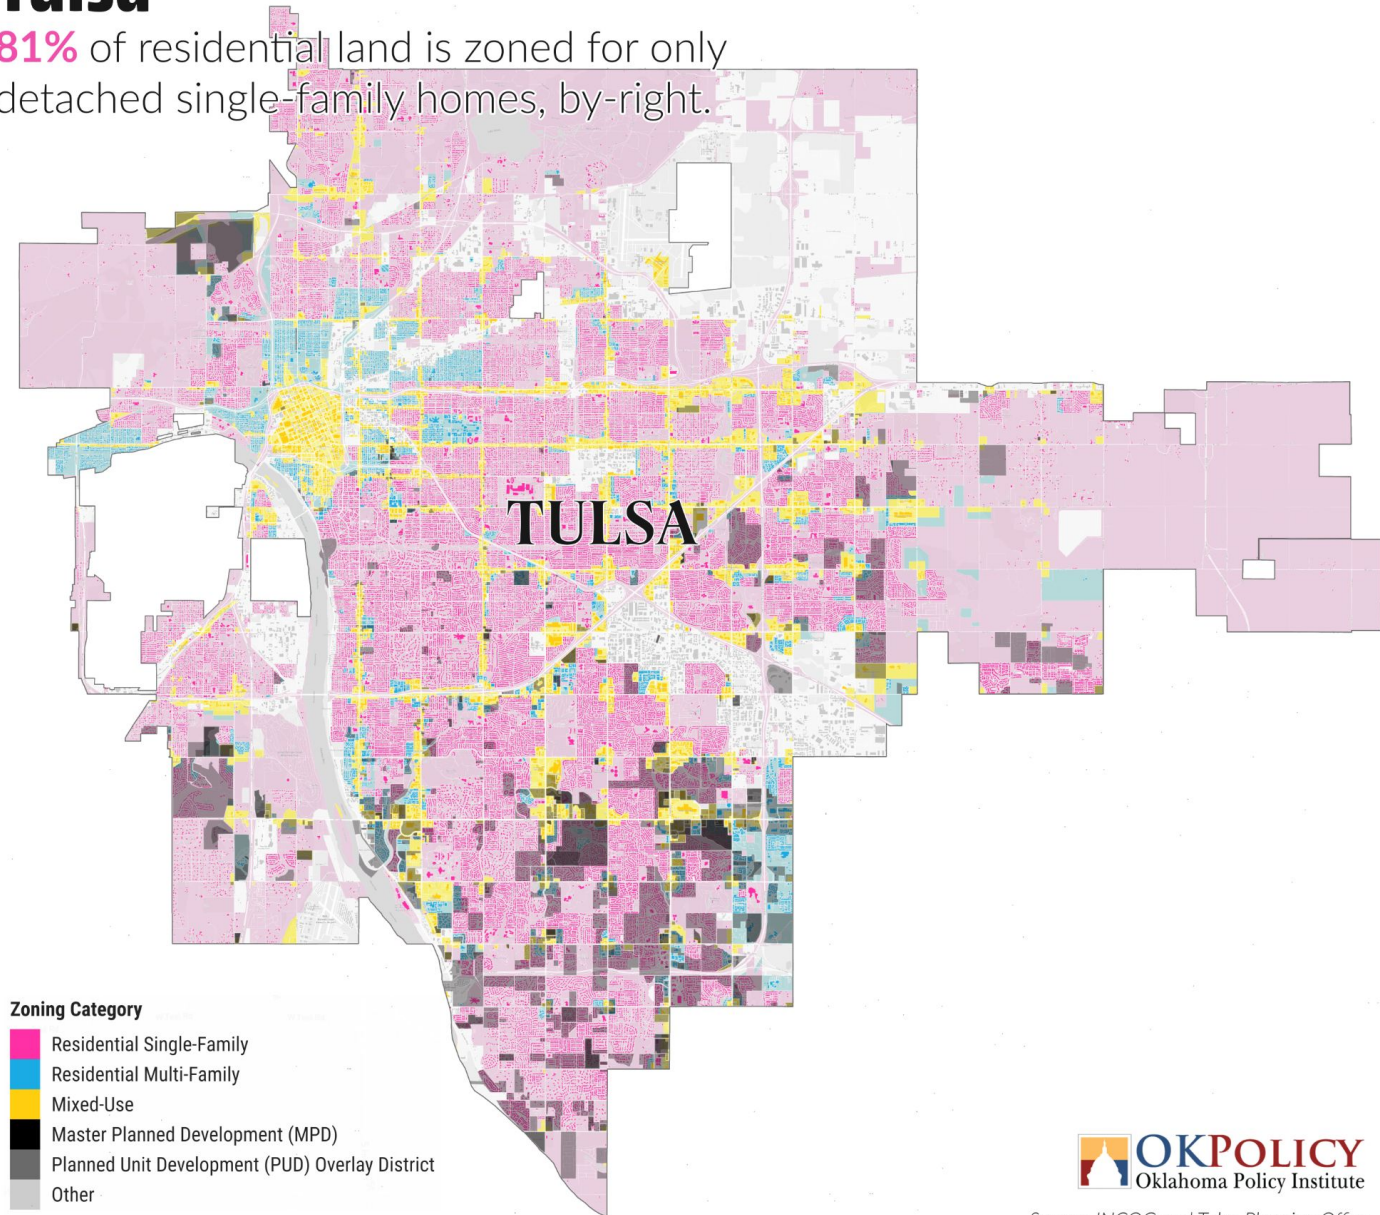 Tulsa
81% of residential land is zoned for only
detached single-family homes, by-right.
TULSA
Zoning Category
Residential Single-Family
Residential Multi-Family
Mixed-Use
Master Planned Development (MPD)
Planned Unit Development (PUD) Overlay District
Other
OKPOLICY
Oklahoma Policy Institute